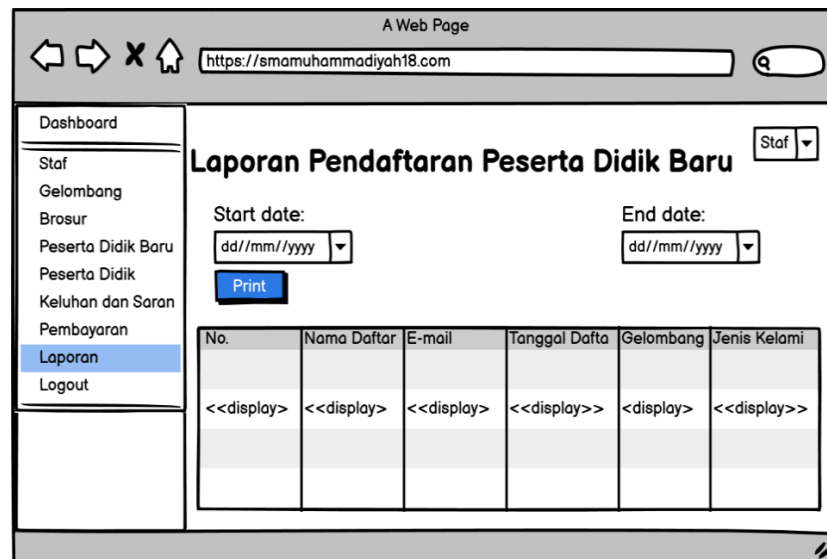 A Web Page
https://smamuhammadiyah18.com
Dashboard
Staf
Gelombang
Brosur
Peserta Didik Baru
Peserta Didik
Keluhan dan Saran
Pembayaran
Laporan
Logout
Staf
Laporan Pendaftaran Peserta Didik Baru
Start date:
End date:
dd//mm//yyyy
dd//mm//yyyy
Print
No. Nama Daftar E-mail Tanggal Dafta Gelombang Jenis Kelami
<<display> <<display> <<display> <<display>> <display> <<display>>